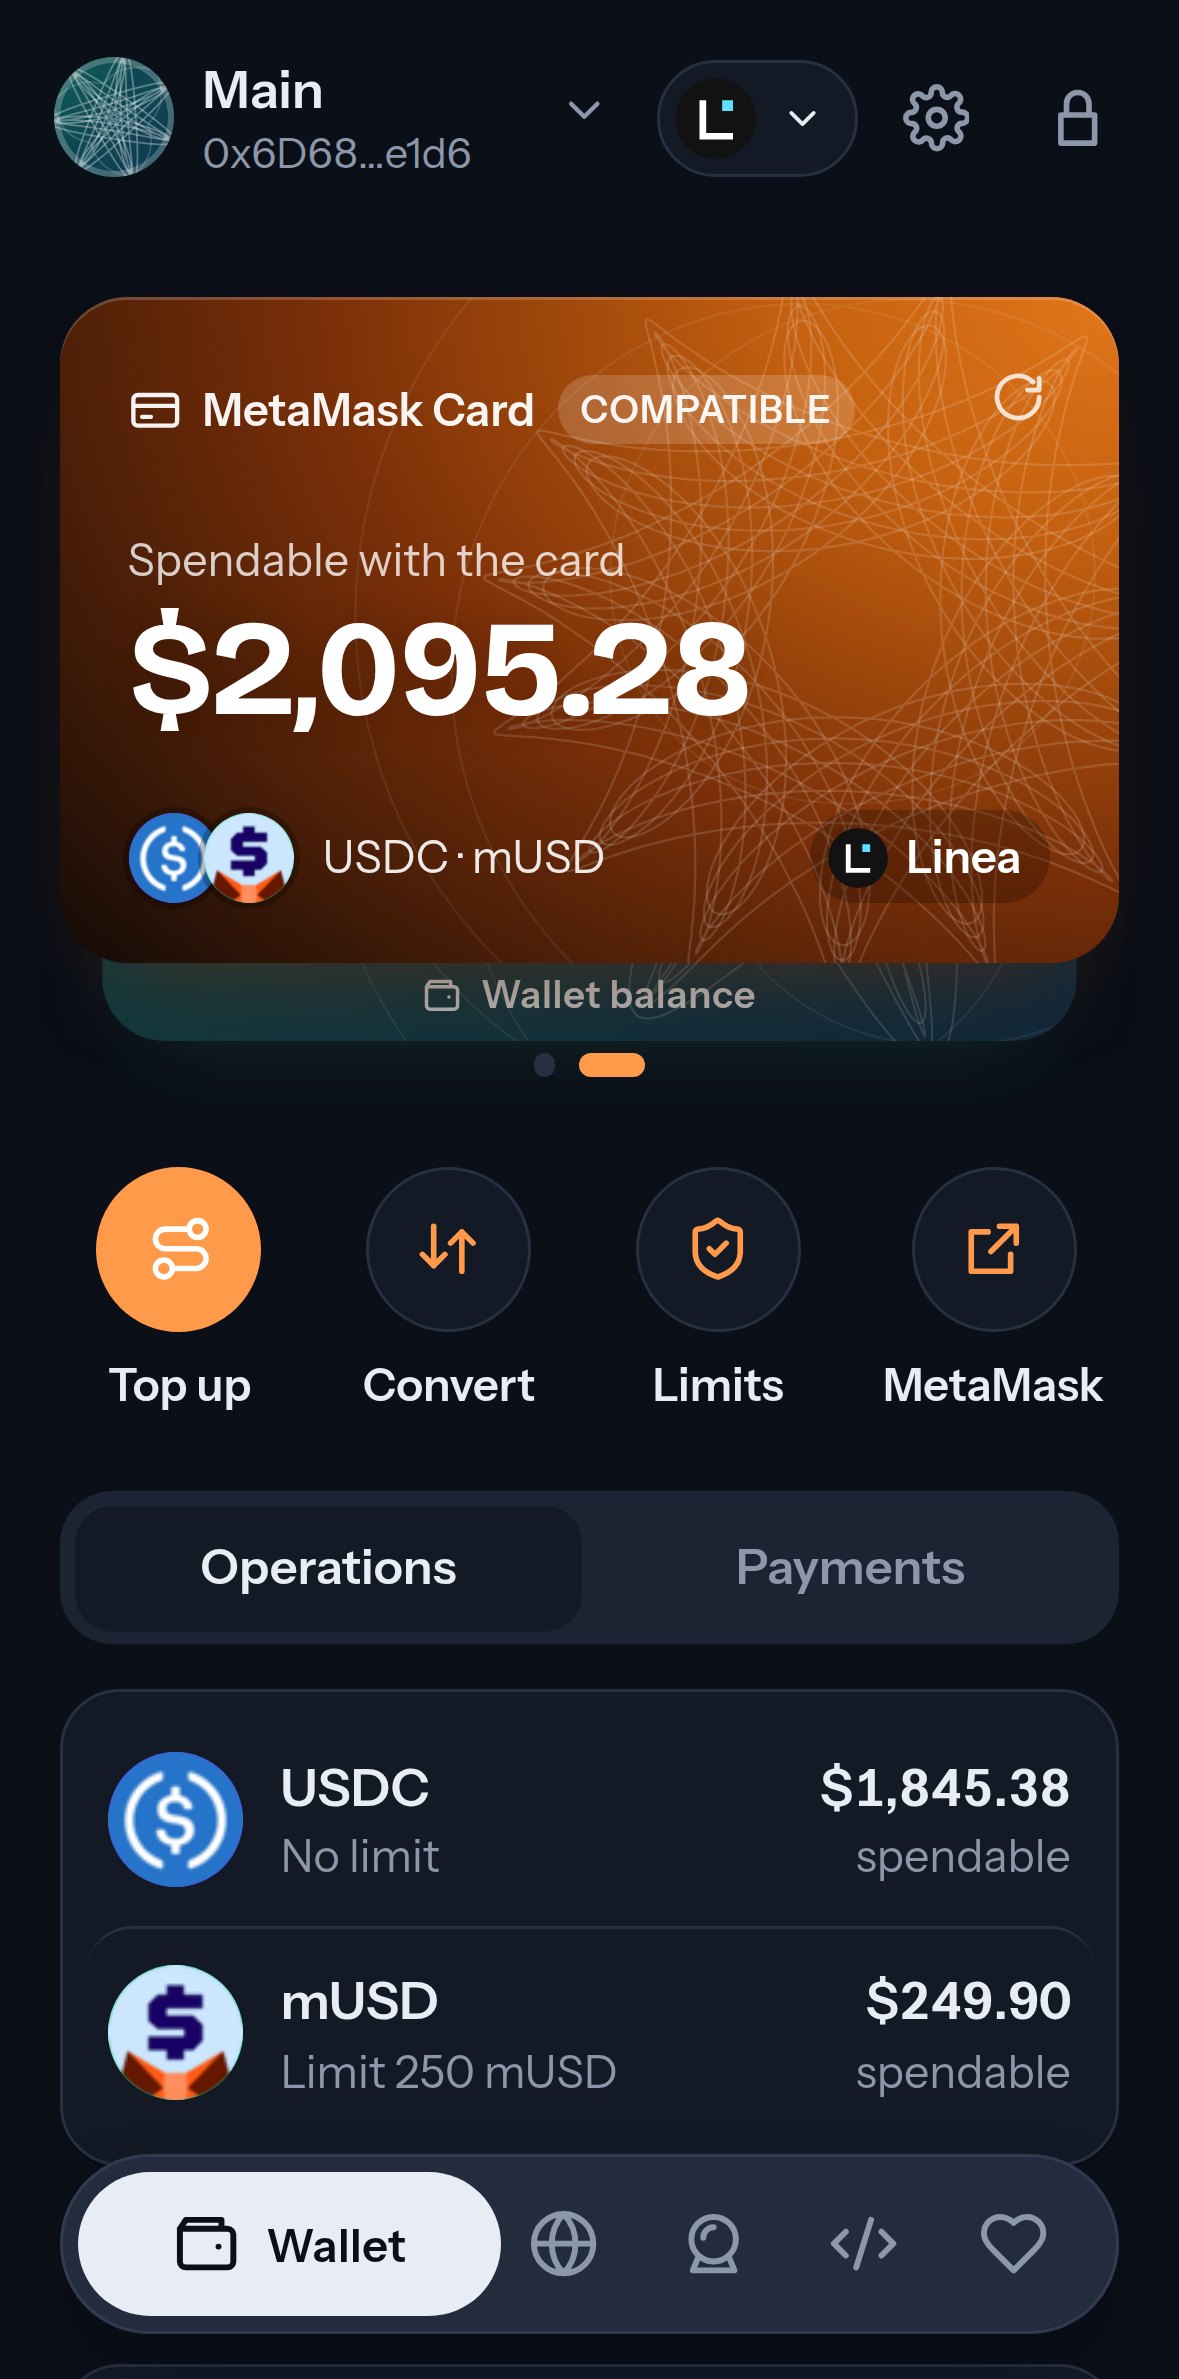 Main
0x6D68...e1d6
MetaMask Card COMPATIBLE
Spendable with the card
$2,095.28
USDC · mUSD
Linea
Wallet balance
Top up
Convert
Limits
MetaMask
Operations
Payments
USDC
$1,845.38
No limit
spendable
mUSD
$249.90
Limit 250 mUSD
spendable
Wallet